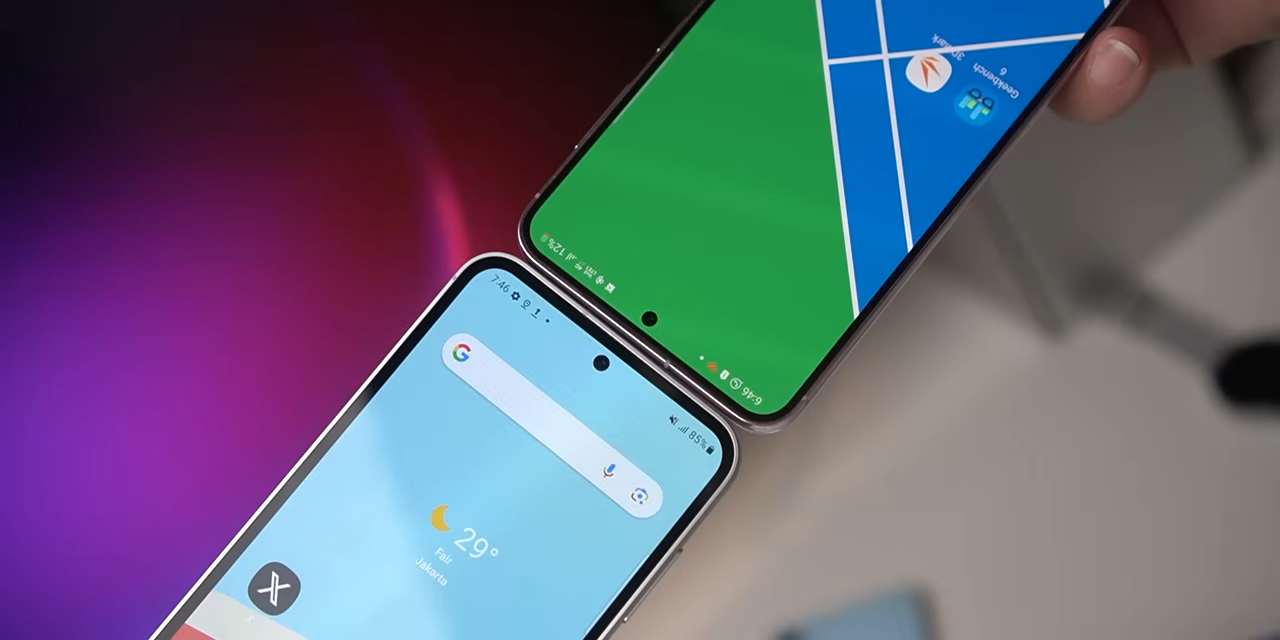 7:46
85%
29°
Fair
Jakarta
X
3DMark
Geekbench
6
12%
6:46